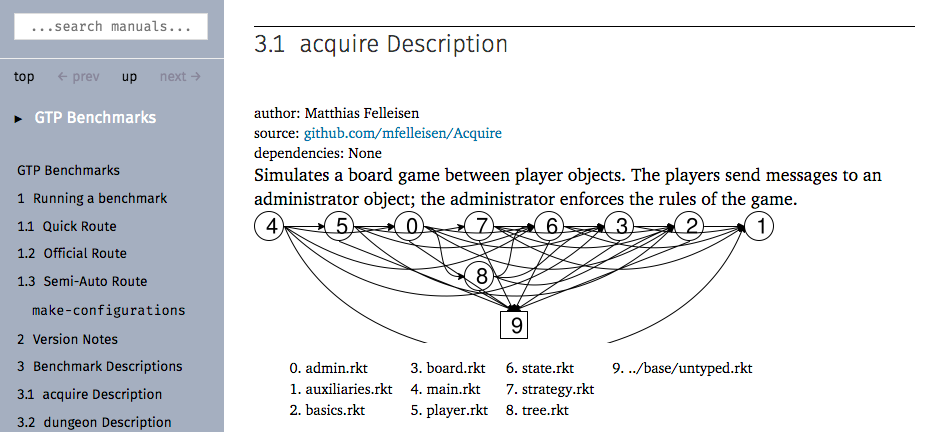 ...search manuals...
top ← prev up next →
► GTP Benchmarks
GTP Benchmarks
1 Running a benchmark
1.1 Quick Route
1.2 Official Route
1.3 Semi-Auto Route
make-configurations
2 Version Notes
3 Benchmark Descriptions
3.1 acquire Description
3.2 dungeon Description
3.1 acquire Description
author: Matthias Felleisen
source: github.com/mfelleisen/Acquire
dependencies: None
Simulates a board game between player objects. The players send messages to an
administrator object; the administrator enforces the rules of the game.
4 5 0 7 6 3 2 1
8
9
0. admin.rkt 3. board.rkt 6. state.rkt 9. ../base/untyped.rkt
1. auxiliaries.rkt 4. main.rkt 7. strategy.rkt
2. basics.rkt 5. player.rkt 8. tree.rkt